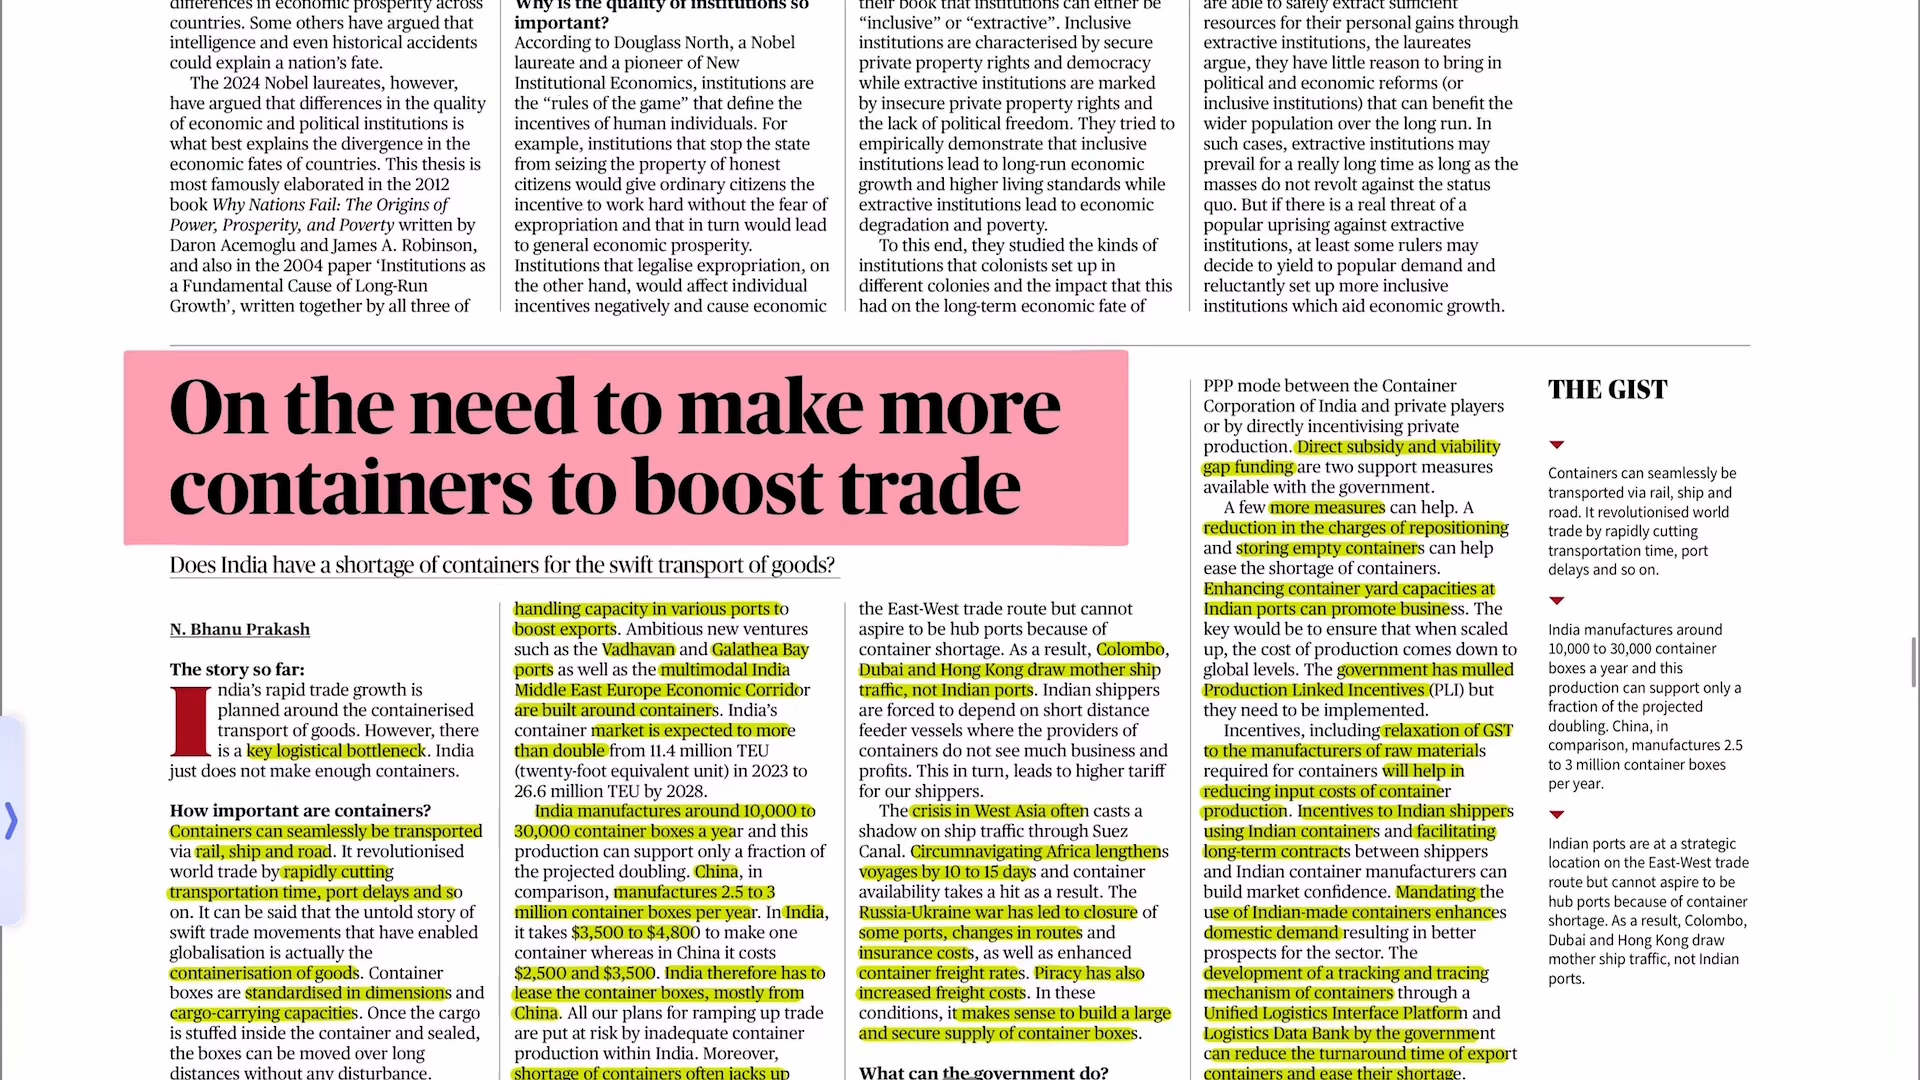 differences in economic prosperity across
countries. Some others have argued that
intelligence and even historical accidents
could explain a nation's fate.
The 2024 Nobel laureates, however,
have argued that differences in the quality
of economic and political institutions is
what best explains the divergence in the
economic fates of countries. This thesis is
most famously elaborated in the 2012
book Why Nations Fail: The Origins of
Power, Prosperity, and Poverty written by
Daron Acemoglu and James A. Robinson,
and also in the 2004 paper 'Institutions as
a Fundamental Cause of Long-Run
Growth', written together by all three of
Why is the quality of institutions so
important?
According to Douglass North, a Nobel
laureate and a pioneer of New
Institutional Economics, institutions are
the "rules of the game" that define the
incentives of human individuals. For
example, institutions that stop the state
from seizing the property of honest
citizens would give ordinary citizens the
incentive to work hard without the fear of
expropriation and that in turn would lead
to general economic prosperity.
Institutions that legalise expropriation, on
the other hand, would affect individual
incentives negatively and cause economic
their book that institutions can either be
"inclusive" or "extractive". Inclusive
institutions are characterised by secure
private property rights and democracy
while extractive institutions are marked
by insecure private property rights and
the lack of political freedom. They tried to
empirically demonstrate that inclusive
institutions lead to long-run economic
growth and higher living standards while
extractive institutions lead to economic
degradation and poverty.
To this end, they studied the kinds of
institutions that colonists set up in
different colonies and the impact that this
had on the long-term economic fate of
are able to safely extract sufficient
resources for their personal gains through
extractive institutions, the laureates
argue, they have little reason to bring in
political and economic reforms (or
inclusive institutions) that can benefit the
wider population over the long run. In
such cases, extractive institutions may
prevail for a really long time as long as the
masses do not revolt against the status
quo. But if there is a real threat of a
popular uprising against extractive
institutions, at least some rulers may
decide to yield to popular demand and
reluctantly set up more inclusive
institutions which aid economic growth.
On the need to make more
containers to boost trade
Does India have a shortage of containers for the swift transport of goods?
N. Bhanu Prakash
The story so far:
India's rapid trade growth is
planned around the containerised
transport of goods. However, there
is a key logistical bottleneck. India
just does not make enough containers.
How important are containers?
Containers can seamlessly be transported
via rail, ship and road. It revolutionised
world trade by rapidly cutting
transportation time, port delays and so
on. It can be said that the untold story of
swift trade movements that have enabled
globalisation is actually the
containerisation of goods. Container
boxes are standardised in dimensions and
cargo-carrying capacities. Once the cargo
is stuffed inside the container and sealed,
the boxes can be moved over long
distances without any disturbance.
handling capacity in various ports to
boost exports. Ambitious new ventures
such as the Vadhavan and Galathea Bay
ports as well as the multimodal India
Middle East Europe Economic Corridor
are built around containers. India's
container market is expected to more
than double from 11.4 million TEU
(twenty-foot equivalent unit) in 2023 to
26.6 million TEU by 2028.
India manufactures around 10,000 to
30,000 container boxes a year and this
production can support only a fraction of
the projected doubling. China, in
comparison, manufactures 2.5 to 3
million container boxes per year. In India,
it takes $3,500 to $4,800 to make one
container whereas in China it costs
$2,500 and $3,500. India therefore has to
lease the container boxes, mostly from
China. All our plans for ramping up trade
are put at risk by inadequate container
production within India. Moreover,
shortage of containers often jacks up
the East-West trade route but cannot
aspire to be hub ports because of
container shortage. As a result, Colombo,
Dubai and Hong Kong draw mother ship
traffic, not Indian ports. Indian shippers
are forced to depend on short distance
feeder vessels where the providers of
containers do not see much business and
profits. This in turn, leads to higher tariff
for our shippers.
The crisis in West Asia often casts a
shadow on ship traffic through Suez
Canal. Circumnavigating Africa lengthens
voyages by 10 to 15 days and container
availability takes a hit as a result. The
Russia-Ukraine war has led to closure of
some ports, changes in routes and
insurance costs, as well as enhanced
container freight rates. Piracy has also
increased freight costs. In these
conditions, it makes sense to build a large
and secure supply of container boxes.
What can the government do?
PPP mode between the Container
Corporation of India and private players
or by directly incentivising private
production. Direct subsidy and viability
gap funding are two support measures
available with the government.
A few more measures can help. A
reduction in the charges of repositioning
and storing empty containers can help
ease the shortage of containers.
Enhancing container yard capacities at
Indian ports can promote business. The
key would be to ensure that when scaled
up, the cost of production comes down to
global levels. The government has mulled
Production Linked Incentives (PLI) but
they need to be implemented.
Incentives, including relaxation of GST
to the manufacturers of raw materials
required for containers will help in
reducing input costs of container
production. Incentives to Indian shippers
using Indian containers and facilitating
long-term contracts between shippers
and Indian container manufacturers can
build market confidence. Mandating the
use of Indian-made containers enhances
domestic demand resulting in better
prospects for the sector. The
development of a tracking and tracing
mechanism of containers through a
Unified Logistics Interface Platform and
Logistics Data Bank by the government
can reduce the turnaround time of export
containers and ease their shortage.
THE GIST
Containers can seamlessly be
transported via rail, ship and
road. It revolutionised world
trade by rapidly cutting
transportation time, port
delays and so on.
India manufactures around
10,000 to 30,000 container
boxes a year and this
production can support only a
fraction of the projected
doubling. China, in
comparison, manufactures 2.5
to 3 million container boxes
per year.
Indian ports are at a strategic
location on the East-West trade
route but cannot aspire to be
hub ports because of container
shortage. As a result, Colombo,
Dubai and Hong Kong draw
mother ship traffic, not Indian
ports.